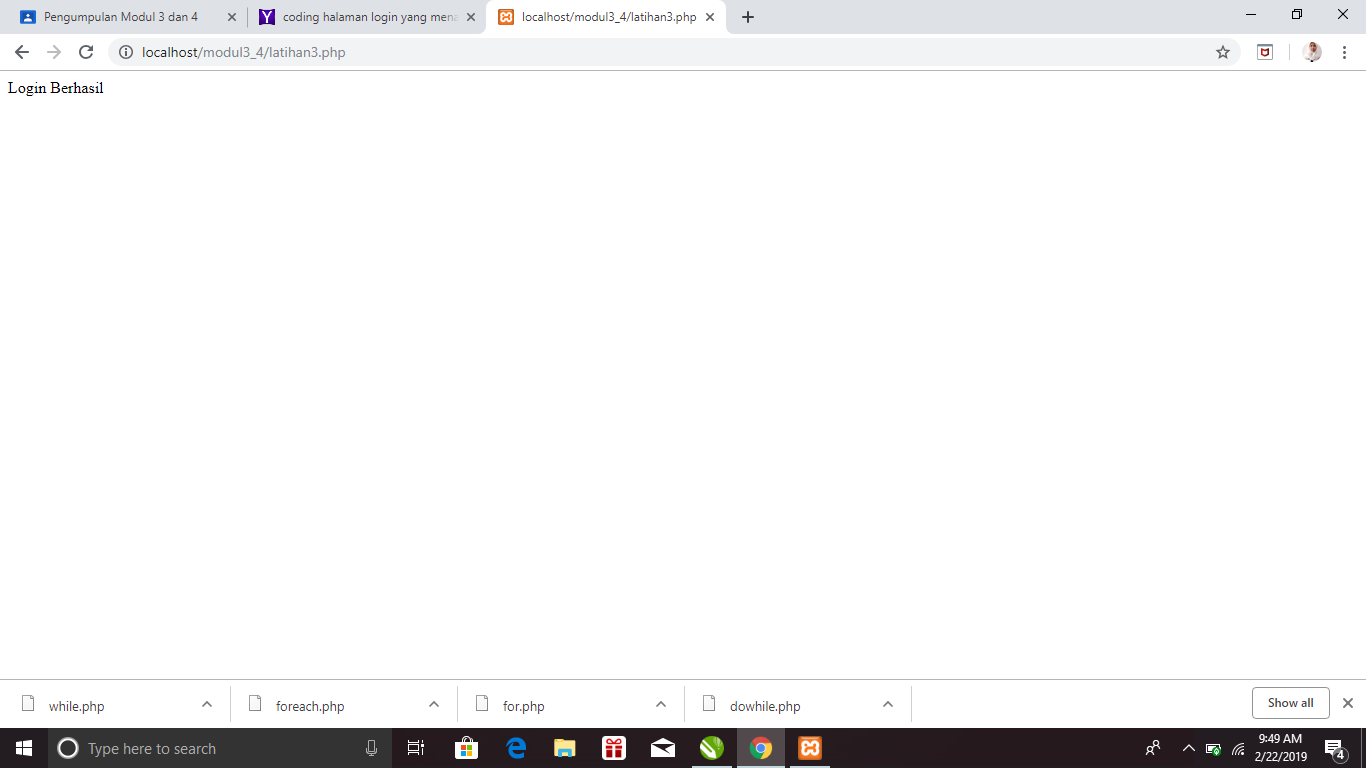 Pengumpulan Modul 3 dan 4
coding halaman login yang mena
localhost/modul3_4/latihan3.php
localhost/modul3_4/latihan3.php
Login Berhasil
while.php
foreach.php
for.php
dowhile.php
Show all
Type here to search
9:49 AM
2/22/2019
4